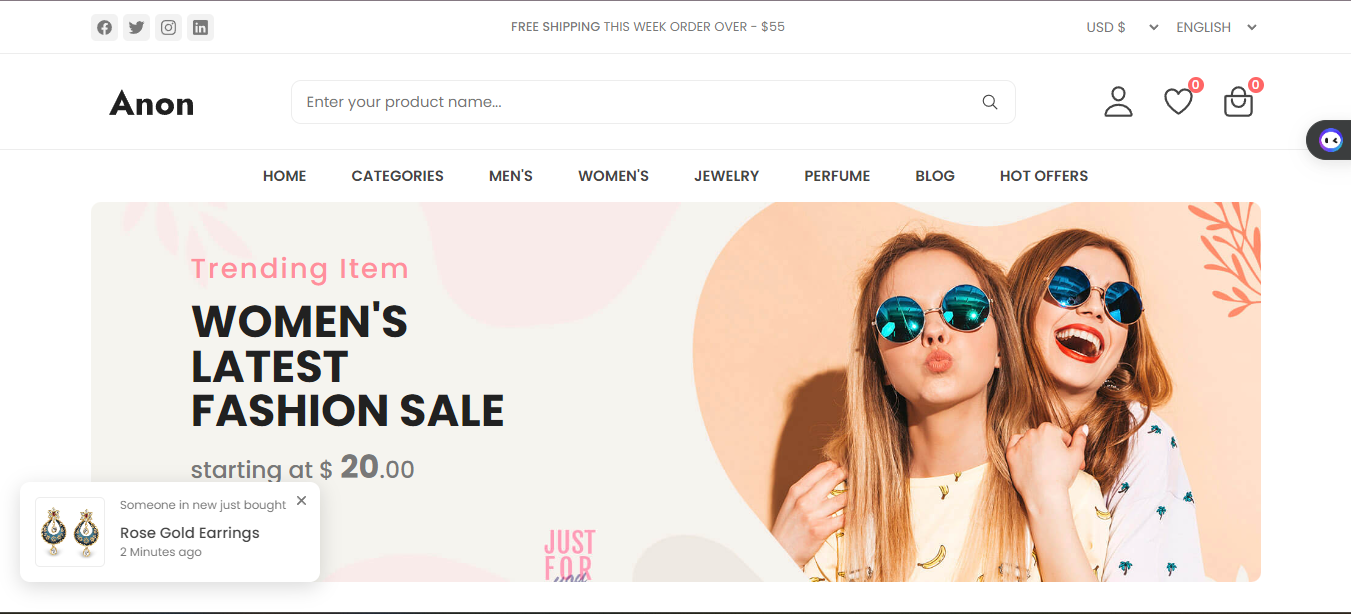 FREE SHIPPING THIS WEEK ORDER OVER - $55
USD $
ENGLISH
Anon
Enter your product name...
0
0
HOME
CATEGORIES
MEN'S
WOMEN'S
JEWELRY
PERFUME
BLOG
HOT OFFERS
Trending Item
WOMEN'S
LATEST
FASHION SALE
starting at $ 20.00
Someone in new just bought
Rose Gold Earrings
2 Minutes ago
JUST
FOR
you